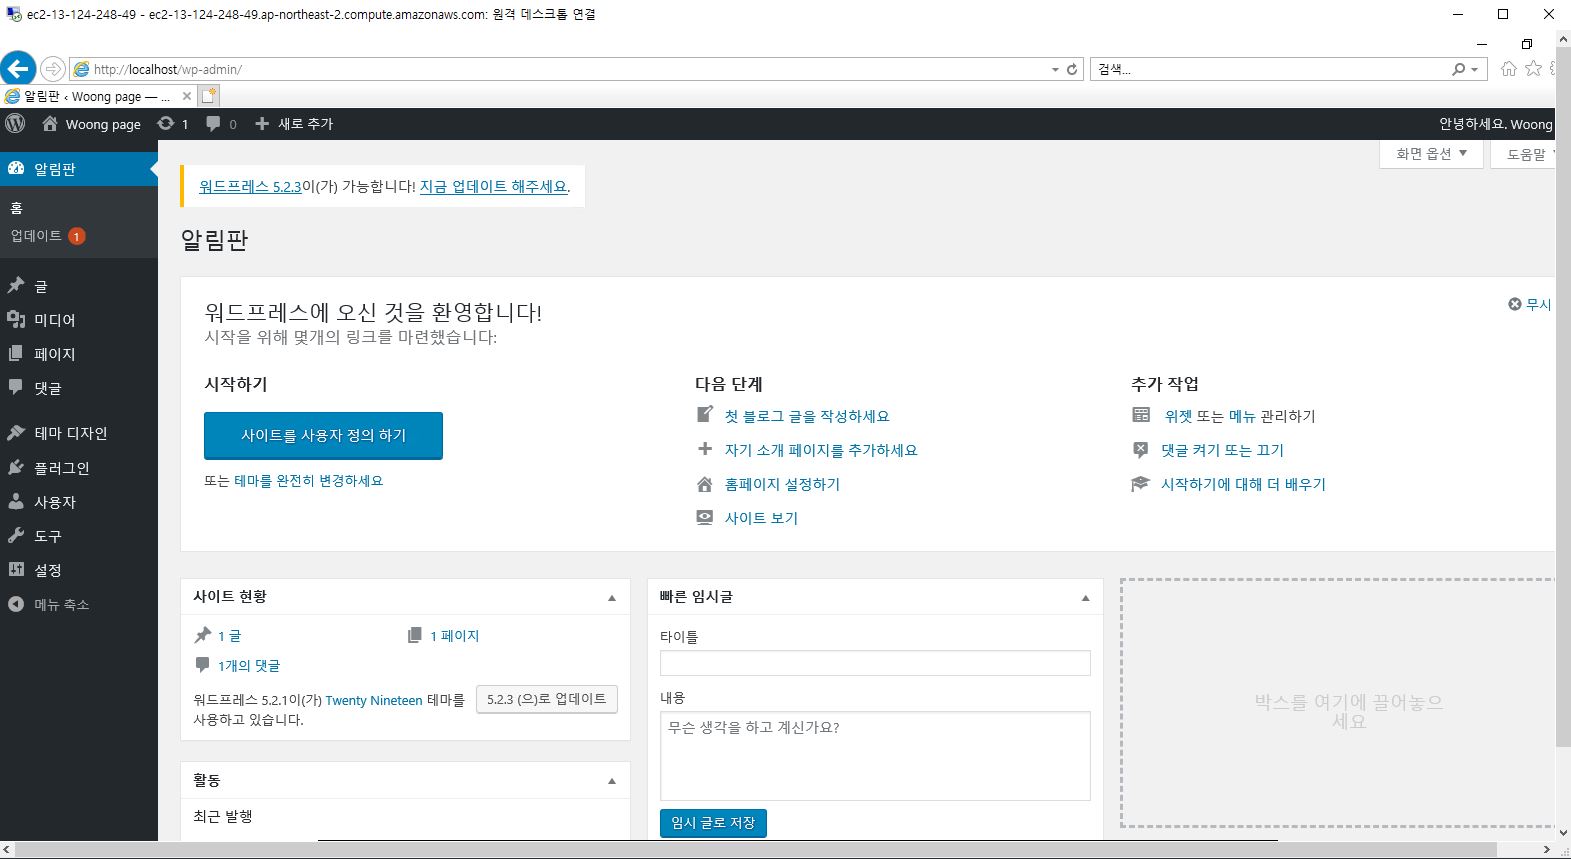 ec2-13-124-248-49 - ec2-13-124-248-49.ap-northeast-2.compute.amazonaws.com: 원격 데스크톱 연결
http://localhost/wp-admin/
검색...
알림판 ‹ Woong page — ...
Woong page 1 0 새로 추가
안녕하세요. Woong
알림판
홈
업데이트 1
글
미디어
페이지
댓글
테마 디자인
플러그인
사용자
도구
설정
메뉴 축소
화면 옵션
도움말
워드프레스 5.2.3이(가) 가능합니다! 지금 업데이트 해주세요.
알림판
워드프레스에 오신 것을 환영합니다!
시작을 위해 몇개의 링크를 마련했습니다:
무시
시작하기
사이트를 사용자 정의 하기
또는 테마를 완전히 변경하세요
다음 단계
첫 블로그 글을 작성하세요
자기 소개 페이지를 추가하세요
홈페이지 설정하기
사이트 보기
추가 작업
위젯 또는 메뉴 관리하기
댓글 켜기 또는 끄기
시작하기에 대해 더 배우기
사이트 현황
1 글
1 페이지
1개의 댓글
워드프레스 5.2.1이(가) Twenty Nineteen 테마를
사용하고 있습니다.
5.2.3 (으)로 업데이트
활동
최근 발행
빠른 임시글
타이틀
내용
무슨 생각을 하고 계신가요?
임시 글로 저장
박스를 여기에 끌어놓으
세요